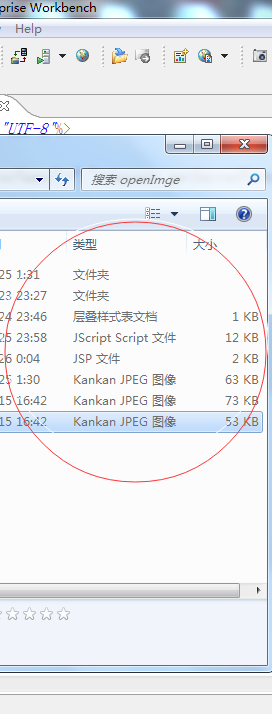 prise Workbench
Help
"UTF-8"%>
搜索 openImge
类型 大小
25 1:31 文件夹
23 23:27 文件夹
24 23:46 层叠样式表文档 1 KB
25 23:58 JScript Script 文件 12 KB
26 0:04 JSP 文件 2 KB
25 1:30 Kankan JPEG 图像 63 KB
15 16:42 Kankan JPEG 图像 73 KB
15 16:42 Kankan JPEG 图像 53 KB